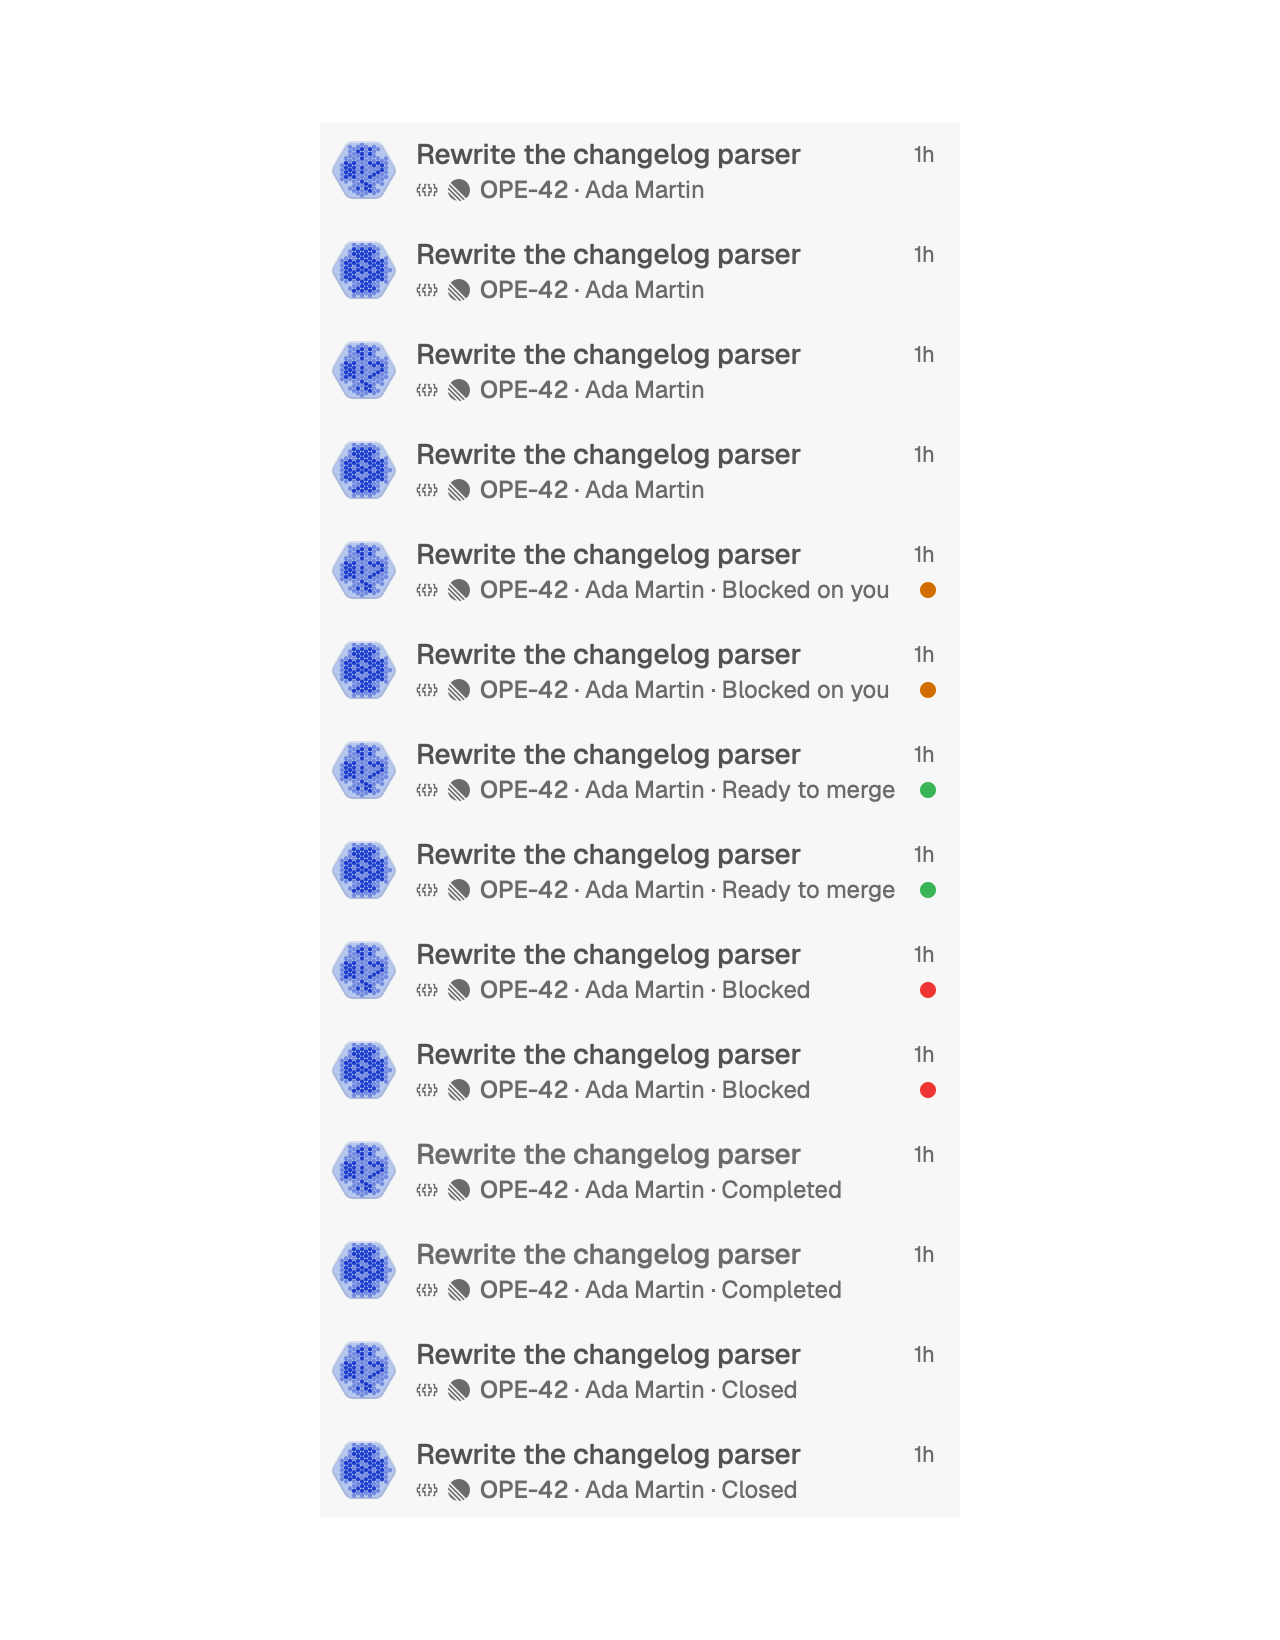 Rewrite the changelog parser 1h
OPE-42 · Ada Martin
Rewrite the changelog parser 1h
OPE-42 · Ada Martin
Rewrite the changelog parser 1h
OPE-42 · Ada Martin
Rewrite the changelog parser 1h
OPE-42 · Ada Martin
Rewrite the changelog parser 1h
OPE-42 · Ada Martin · Blocked on you
Rewrite the changelog parser 1h
OPE-42 · Ada Martin · Blocked on you
Rewrite the changelog parser 1h
OPE-42 · Ada Martin · Ready to merge
Rewrite the changelog parser 1h
OPE-42 · Ada Martin · Ready to merge
Rewrite the changelog parser 1h
OPE-42 · Ada Martin · Blocked
Rewrite the changelog parser 1h
OPE-42 · Ada Martin · Blocked
Rewrite the changelog parser 1h
OPE-42 · Ada Martin · Completed
Rewrite the changelog parser 1h
OPE-42 · Ada Martin · Completed
Rewrite the changelog parser 1h
OPE-42 · Ada Martin · Closed
Rewrite the changelog parser 1h
OPE-42 · Ada Martin · Closed